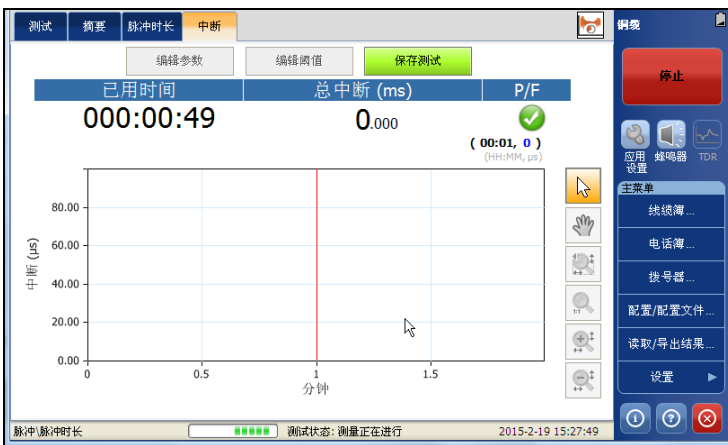 测试 摘要 脉冲时长 中断
编辑参数 编辑阈值 保存测试
已用时间 总中断 (ms) P/F
000:00:49 0.000
( 00:01, 0 )
(HH:MM, µs)
中断 (µs)
80.00
60.00
40.00
20.00
0.00
0 0.5 1 1.5
分钟
1:1
脉冲\脉冲时长 测试状态: 测量正在进行 2015-2-19 15:27:49
铜缆
停止
应用设置 蜂鸣器 TDR
主菜单
线缆簿...
电话簿...
拨号器...
配置/配置文件...
读取/导出结果...
设置